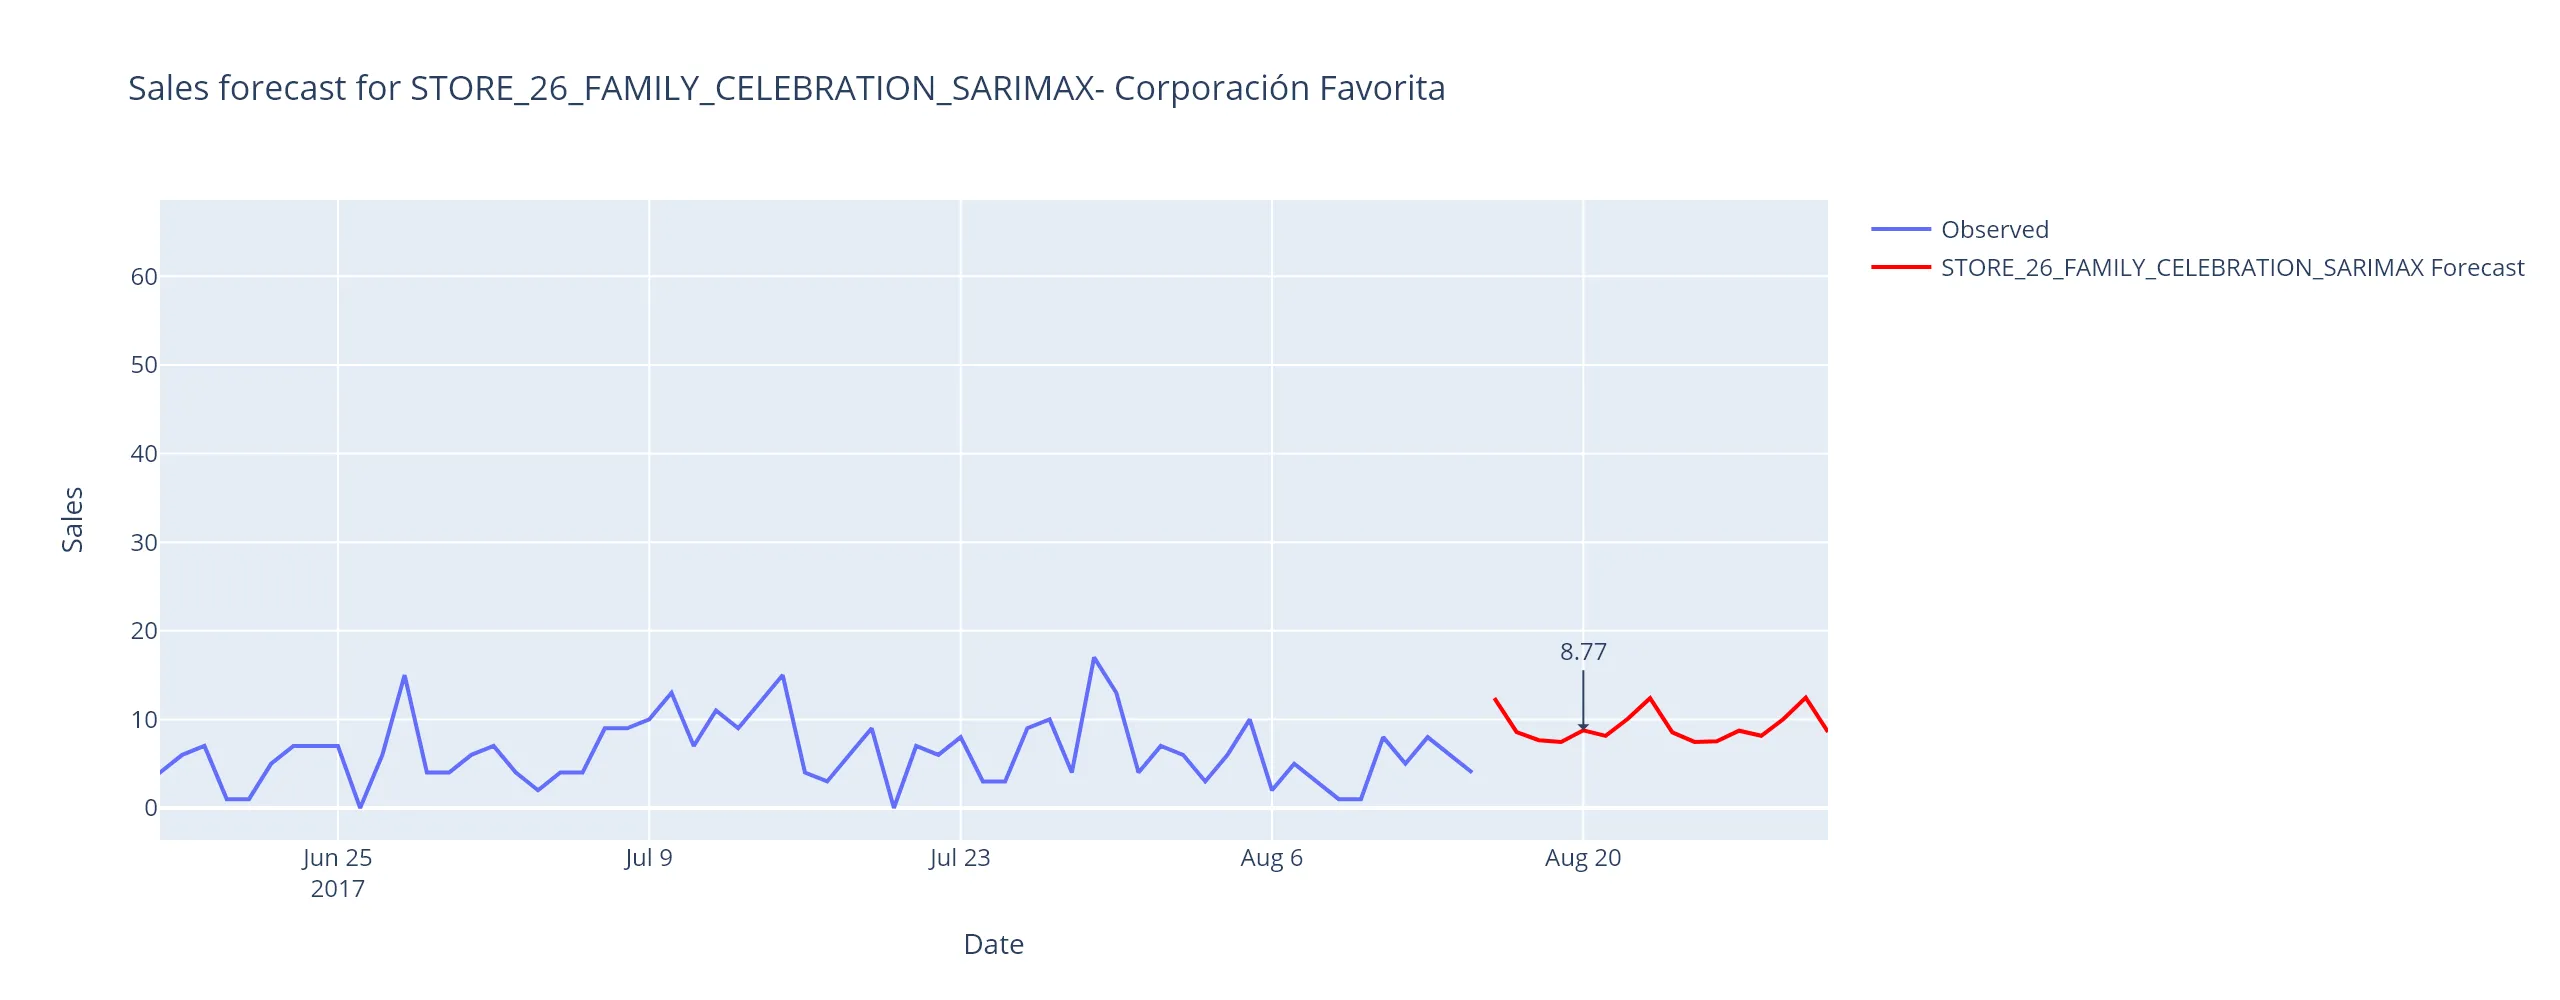 Sales forecast for STORE_26_FAMILY_CELEBRATION_SARIMAX- Corporación Favorita
Observed
STORE_26_FAMILY_CELEBRATION_SARIMAX Forecast
60
50
40
30
20
10
0
Sales
8.77
Jun 25
2017
Jul 9
Jul 23
Aug 6
Aug 20
Date